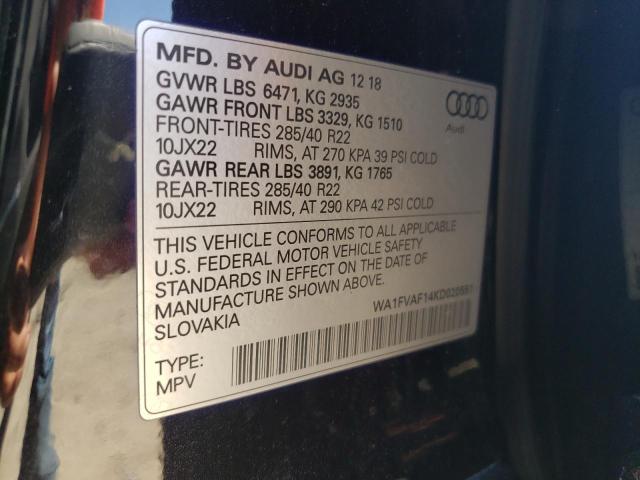 MFD. BY AUDI AG 12 18
GVWR LBS 6471, KG 2935
GAWR FRONT LBS 3329, KG 1510
FRONT-TIRES 285/40 R22
10JX22 RIMS, AT 270 KPA 39 PSI COLD
GAWR REAR LBS 3891, KG 1765
REAR-TIRES 285/40 R22
10JX22 RIMS, AT 290 KPA 42 PSI COLD
Audi
THIS VEHICLE CONFORMS TO ALL APPLICABLE
U.S. FEDERAL MOTOR VEHICLE SAFETY
STANDARDS IN EFFECT ON THE DATE OF
MANUFACTURE SHOWN ABOVE.
SLOVAKIA
TYPE:
MPV